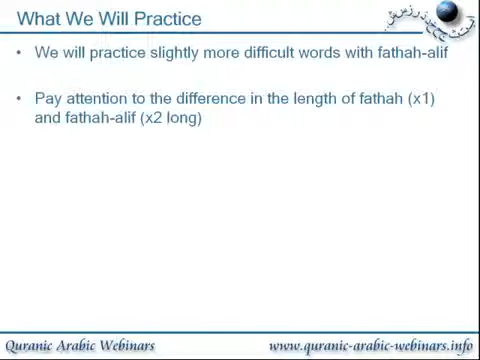 What We Will Practice
• We will practice slightly more difficult words with fathah-alif
• Pay attention to the difference in the length of fathah (x1)
and fathah-alif (x2 long)
Quranic Arabic Webinars
www.quranic-arabic-webinars.info